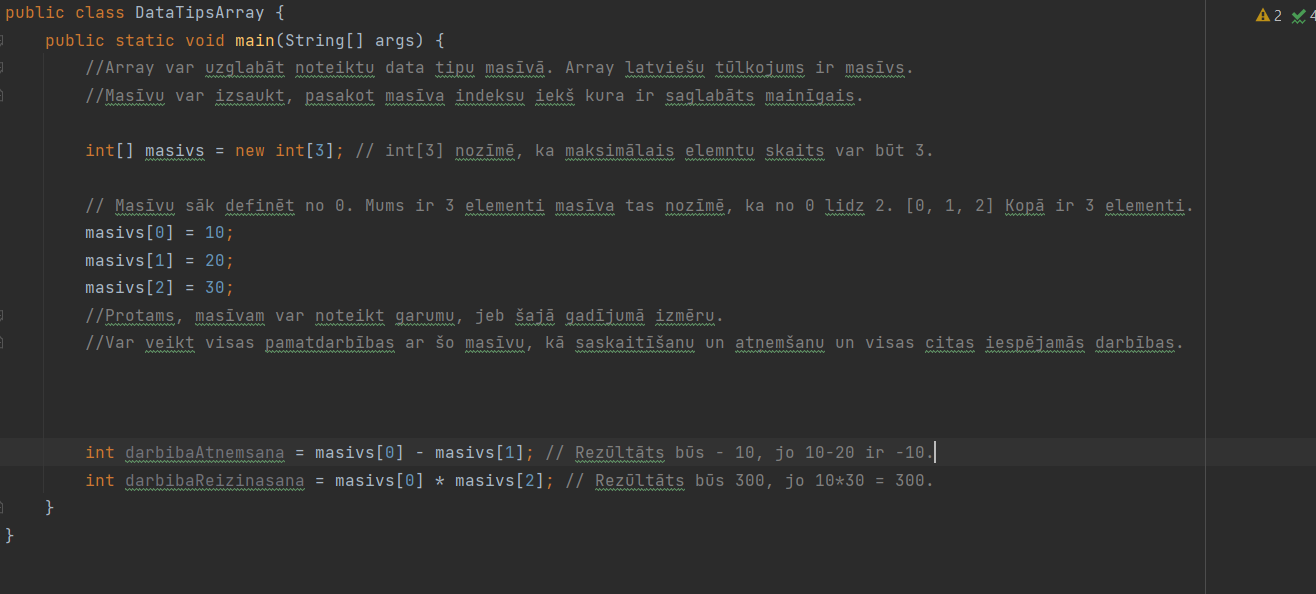 public class DataTipsArray {
public static void main(String[] args) {
//Array var uzglabāt noteiktu data tipu masīvā. Array latviešu tūlkojums ir masīvs.
//Masīvu var izsaukt, pasakot masīva indeksu iekš kura ir saglabāts mainīgais.
int[] masivs = new int[3]; // int[3] nozīmē, ka maksimālais elemntu skaits var būt 3.
// Masīvu sāk definēt no 0. Mums ir 3 elementi masīva tas nozīmē, ka no 0 lidz 2. [0, 1, 2] Kopā ir 3 elementi.
masivs[0] = 10;
masivs[1] = 20;
masivs[2] = 30;
//Protams, masīvam var noteikt garumu, jeb šajā gadījumā izmēru.
//Var veikt visas pamatdarbības ar šo masīvu, kā saskaitīšanu un atņemšanu un visas citas iespējamās darbības.
int darbibaAtnemsana = masivs[0] - masivs[1]; // Rezūltāts būs - 10, jo 10-20 ir -10.
int darbibaReizinasana = masivs[0] * masivs[2]; // Rezūltāts būs 300, jo 10*30 = 300.
}
}
2 4